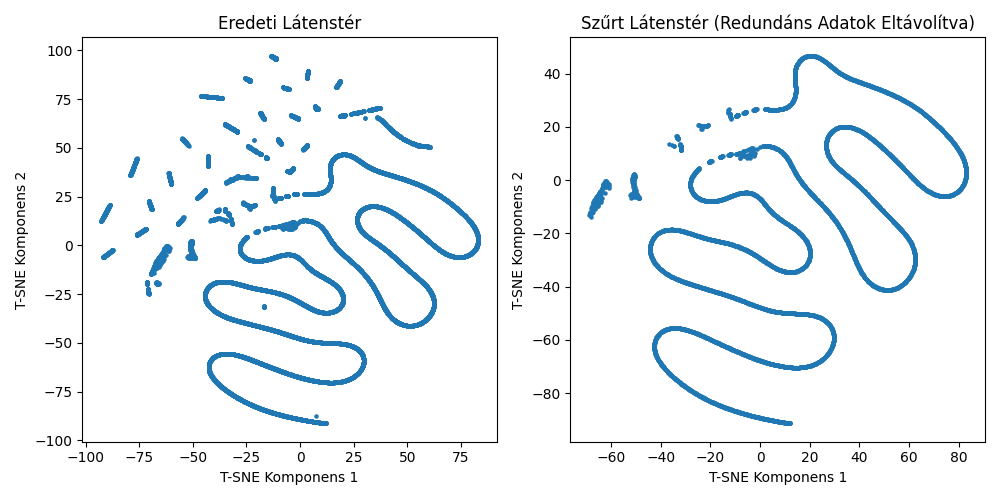 Eredeti Látenstér
T-SNE Komponens 2
100
75
50
25
0
−25
−50
−75
−100
−100 −75 −50 −25 0 25 50 75
T-SNE Komponens 1
Szűrt Látenstér (Redundáns Adatok Eltávolítva)
T-SNE Komponens 2
40
20
0
−20
−40
−60
−80
−60 −40 −20 0 20 40 60 80
T-SNE Komponens 1